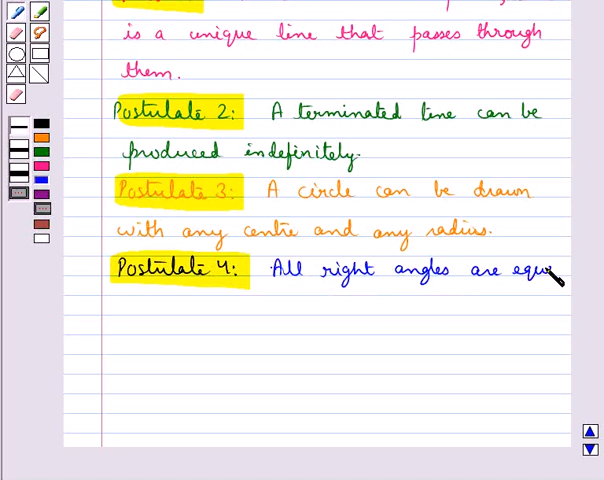 is a unique line that passes through
them.
Postulate 2: A terminated line can be
produced indefinitely.
Postulate 3: A circle can be drawn
with any centre and any radius.
Postulate 4: All right angles are equ